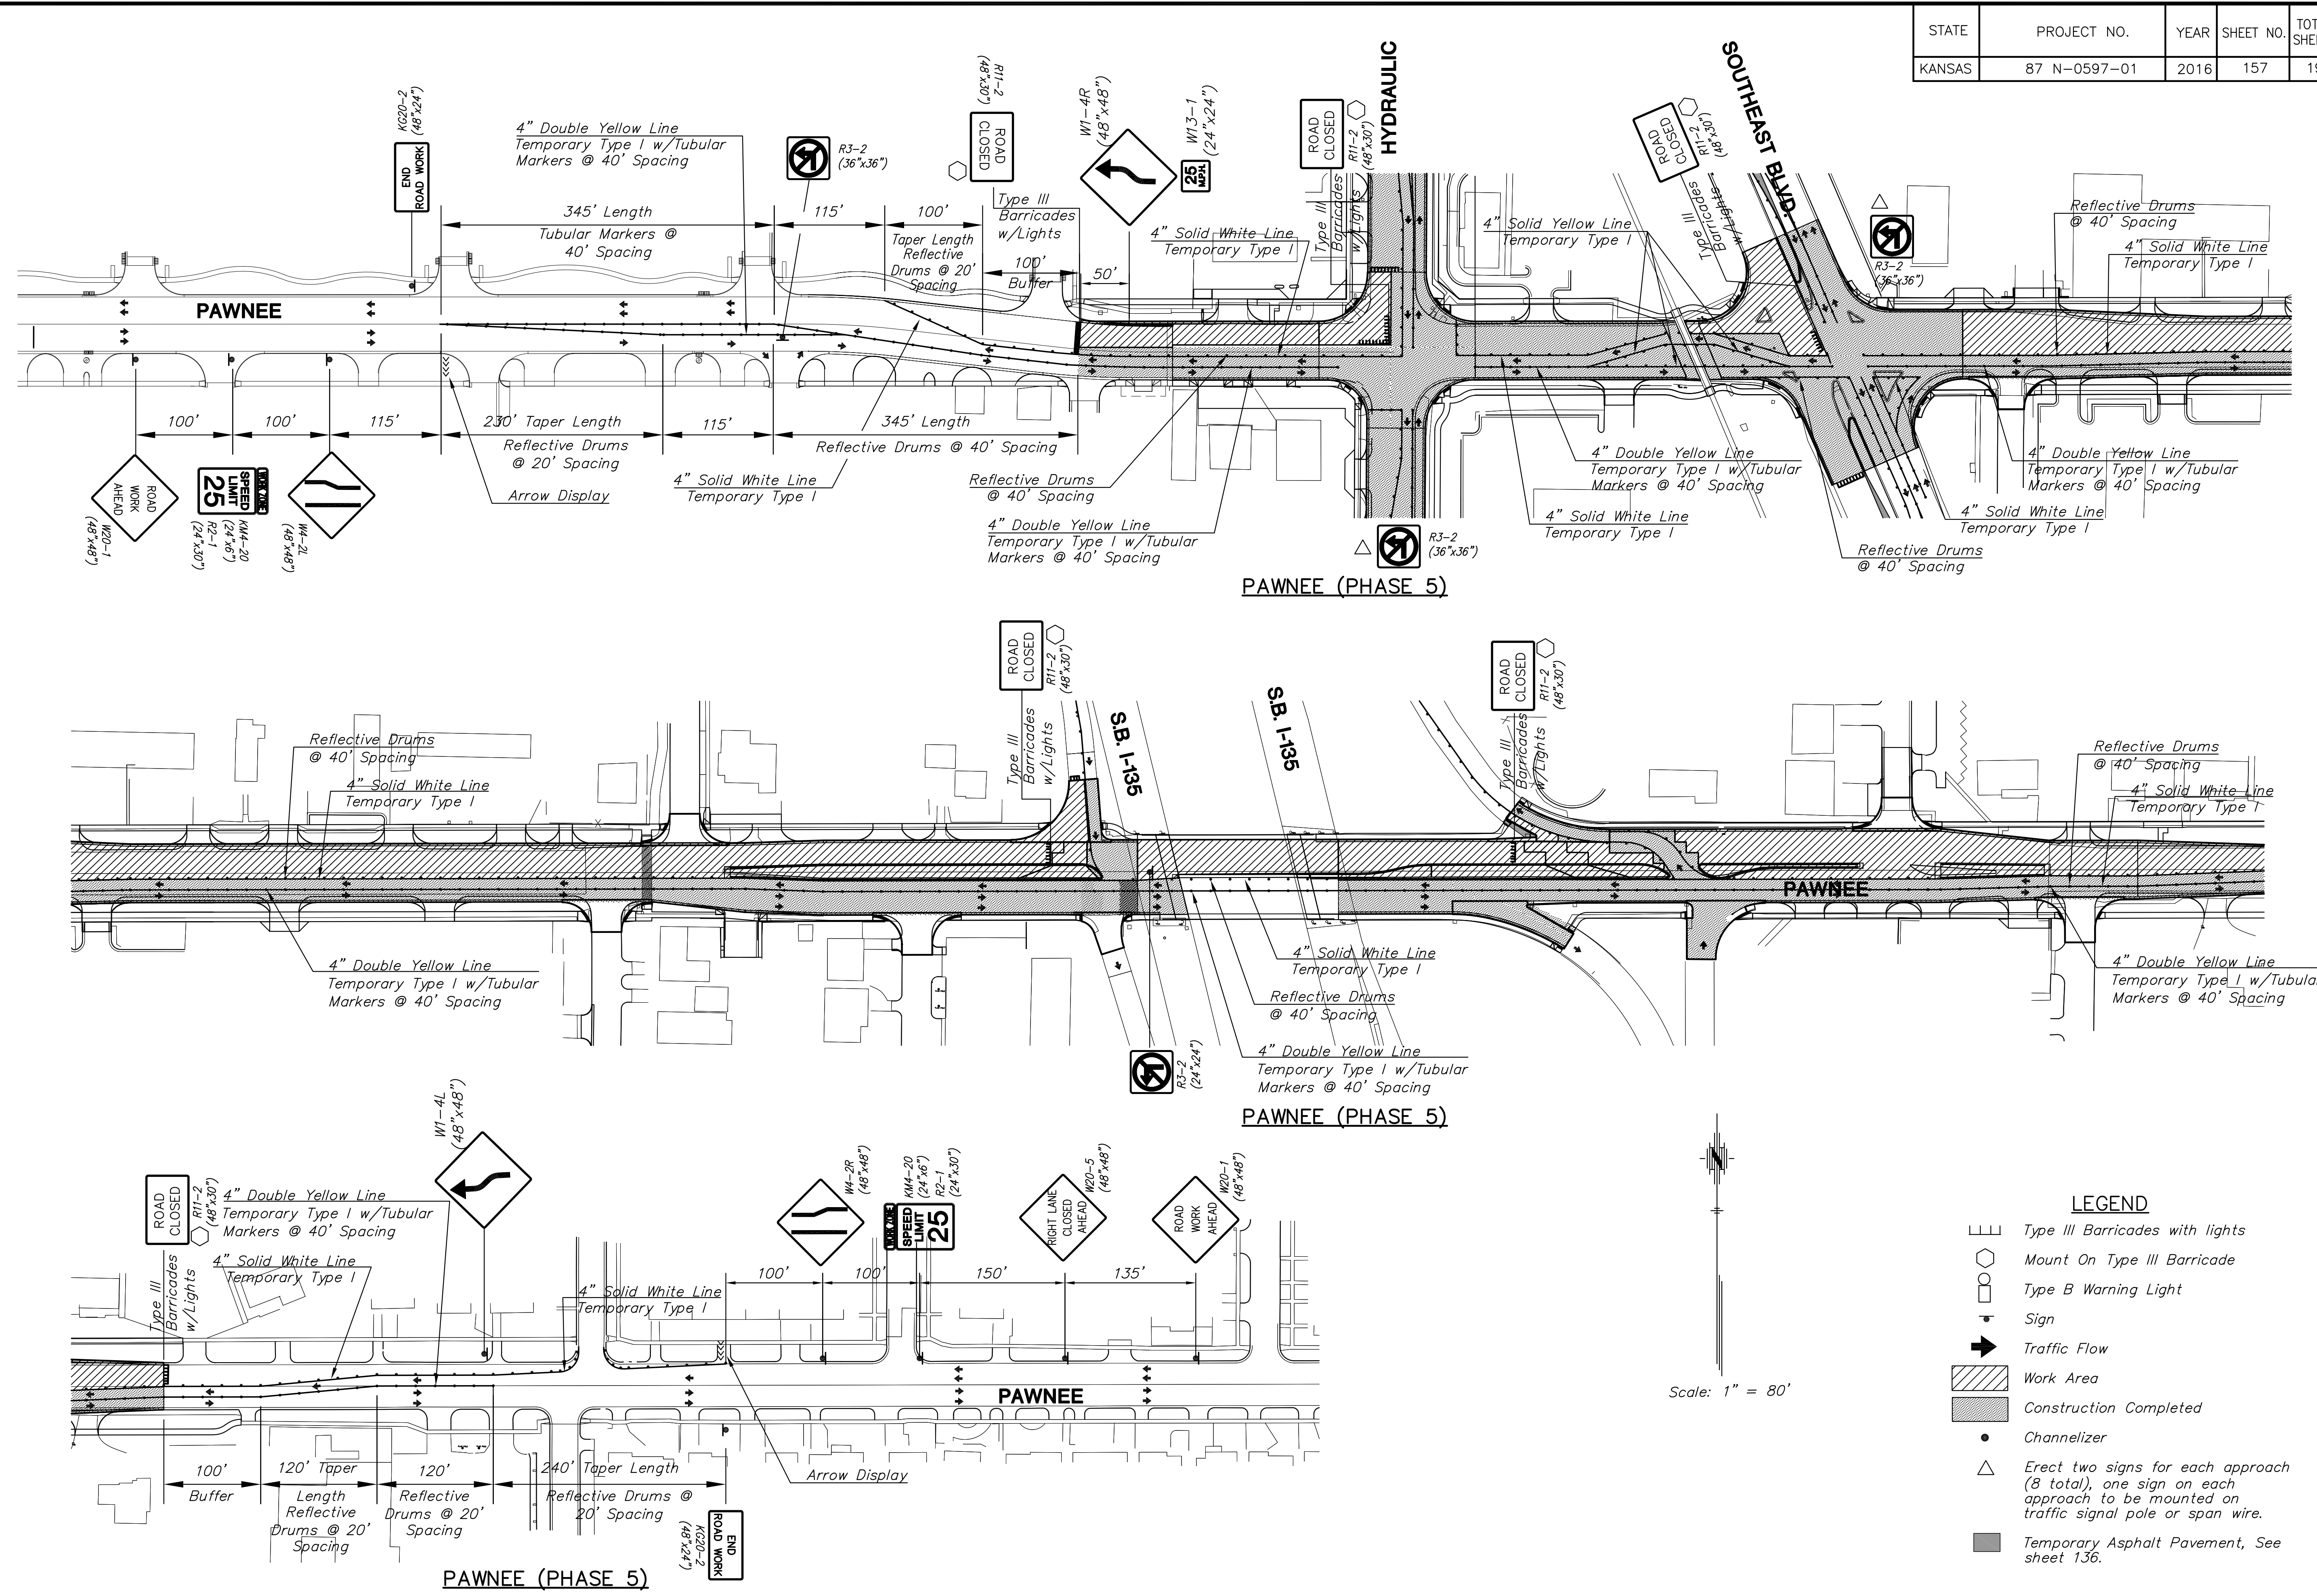 STATE
PROJECT NO.
YEAR
SHEET NO.
KANSAS
87 N-0597-01
2016
157
KG20-2
(48"x24")
END
ROAD WORK
4" Double Yellow Line
Temporary Type I w/Tubular
Markers @ 40' Spacing
R3-2
(36"x36")
R11-2
(48"x30")
ROAD
CLOSED
W1-4R
(48"x48")
W13-1
(24"x24")
25
M.P.H.
ROAD
CLOSED
R11-2
(48"x30")
HYDRAULIC
ROAD
CLOSED
R11-2
(48"x30")
SOUTHEAST BLVD.
345' Length
Tubular Markers @
40' Spacing
115'
100'
Taper Length
Reflective
Drums @ 20'
Spacing
Type III
Barricades
w/Lights
100'
Buffer
50'
4" Solid White Line
Temporary Type I
Type III
Barricades
w/Lights
4" Solid Yellow Line
Temporary Type I
Type III
Barricades
w/Lights
R3-2
(36"x36")
Reflective Drums
@ 40' Spacing
4" Solid White Line
Temporary Type I
PAWNEE
100'
100'
115'
230' Taper Length
Reflective Drums
@ 20' Spacing
115'
345' Length
Reflective Drums @ 40' Spacing
Arrow Display
4" Solid White Line
Temporary Type I
ROAD
WORK
AHEAD
W20-1
(48"x48")
WORK ZONE
SPEED
LIMIT
25
KM4-20
(24"x6")
R2-1
(24"x30")
W4-2L
(48"x48")
Reflective Drums
@ 40' Spacing
4" Double Yellow Line
Temporary Type I w/Tubular
Markers @ 40' Spacing
R3-2
(36"x36")
4" Double Yellow Line
Temporary Type I w/Tubular
Markers @ 40' Spacing
4" Solid White Line
Temporary Type I
4" Double Yellow Line
Temporary Type I w/Tubular
Markers @ 40' Spacing
4" Solid White Line
Temporary Type I
Reflective Drums
@ 40' Spacing
PAWNEE (PHASE 5)
Reflective Drums
@ 40' Spacing
4" Solid White Line
Temporary Type I
ROAD
CLOSED
R11-2
(48"x30")
Type III
Barricades
w/Lights
S.B. I-135
S.B. I-135
ROAD
CLOSED
R11-2
(48"x30")
Type III
Barricades
w/Lights
Reflective Drums
@ 40' Spacing
4" Solid White Line
Temporary Type I
PAWNEE
4" Double Yellow Line
Temporary Type I w/Tubular
Markers @ 40' Spacing
4" Solid White Line
Temporary Type I
Reflective Drums
@ 40' Spacing
R3-2
(24"x24")
4" Double Yellow Line
Temporary Type I w/Tubular
Markers @ 40' Spacing
4" Double Yellow Line
Temporary Type I
Markers @ 40' Spacing
PAWNEE (PHASE 5)
ROAD
CLOSED
R11-2
(48"x30")
4" Double Yellow Line
Temporary Type I w/Tubular
Markers @ 40' Spacing
4" Solid White Line
Temporary Type I
Type III
Barricades
w/Lights
W1-4L
(48"x48")
4" Solid White Line
Temporary Type I
W4-2R
(48"x48")
KM4-20
(24"x6")
R2-1
(24"x30")
WORK ZONE
SPEED
LIMIT
25
RIGHT LANE
CLOSED
AHEAD
W20-5
(48"x48")
ROAD
WORK
AHEAD
W20-1
(48"x48")
100'
100'
150'
135'
PAWNEE
100'
Buffer
120' Taper
Length
Reflective
Drums @ 20'
Spacing
120'
Reflective
Drums @ 20'
Spacing
240' Taper Length
Reflective Drums @
20' Spacing
Arrow Display
END
ROAD WORK
KG20-2
(48"x24")
PAWNEE (PHASE 5)
N
Scale: 1" = 80'
LEGEND
Type III Barricades with lights
Mount On Type III Barricade
Type B Warning Light
Sign
Traffic Flow
Work Area
Construction Completed
Channelizer
Erect two signs for each approach
(8 total), one sign on each
approach to be mounted on
traffic signal pole or span wire.
Temporary Asphalt Pavement, See
sheet 136.